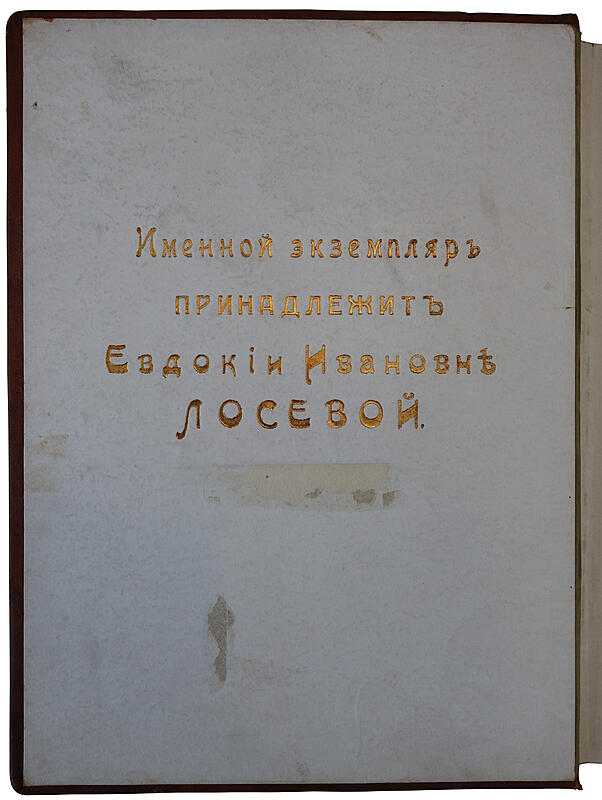 Именной экземпляръ
ПРИНАДЛЕЖИТЪ
Евдокіи Ивановнѣ
ЛОСЕВОЙ.